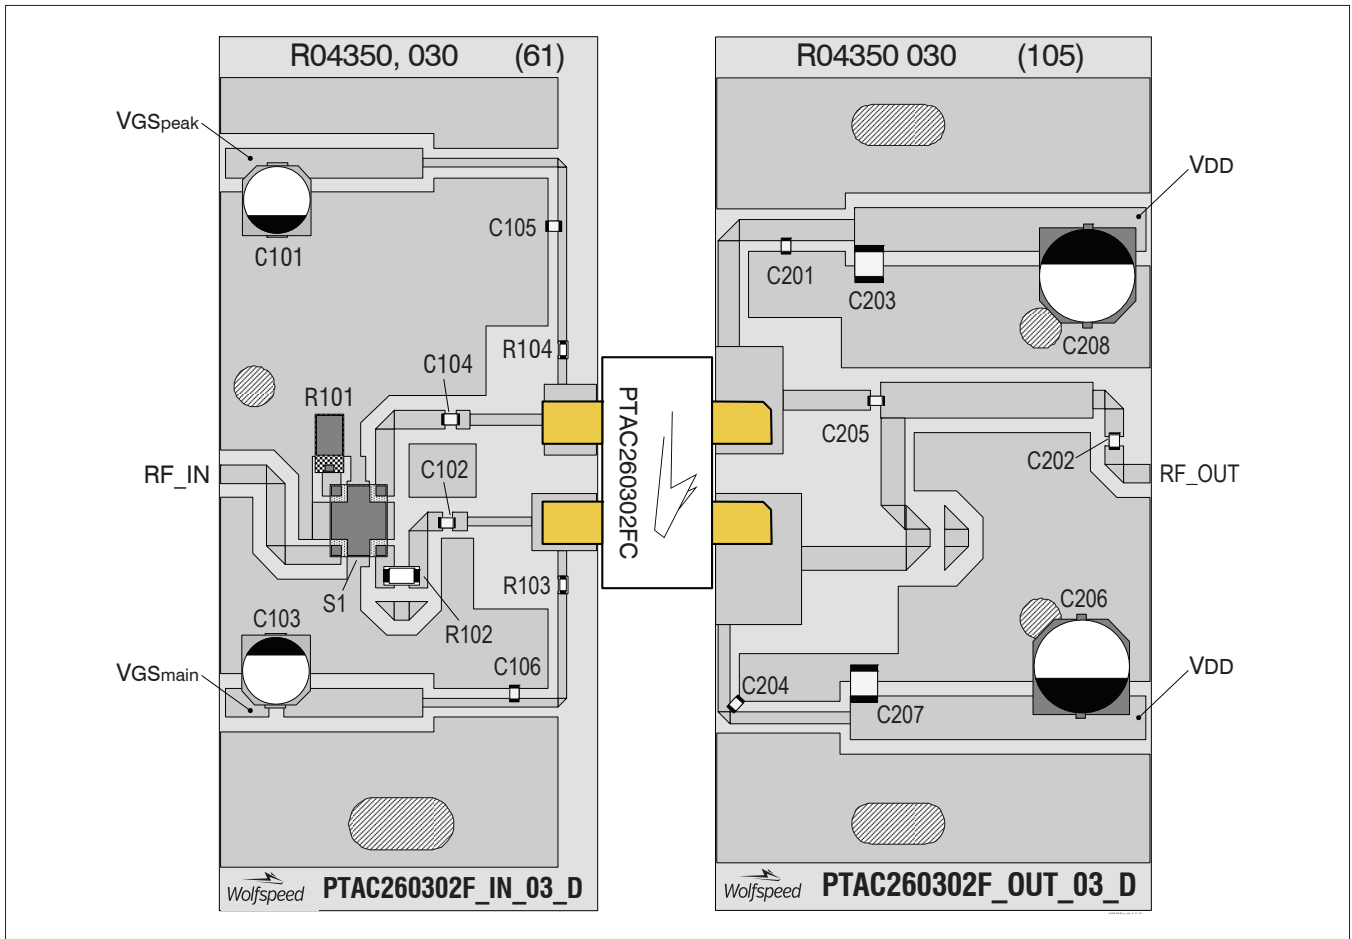 R04350, 030 (61)
R04350 030 (105)
VGSpeak
VDD
C105
C101
C201
C203
C208
R104
C104
R101
C205
C202
C102
RF_IN
RF_OUT
PTAC260302FC
R103
S1
C103
R102
C206
C106
VGSmain
C204
C207
VDD
Wolfspeed
PTAC260302F_IN_03_D
Wolfspeed
PTAC260302F_OUT_03_D